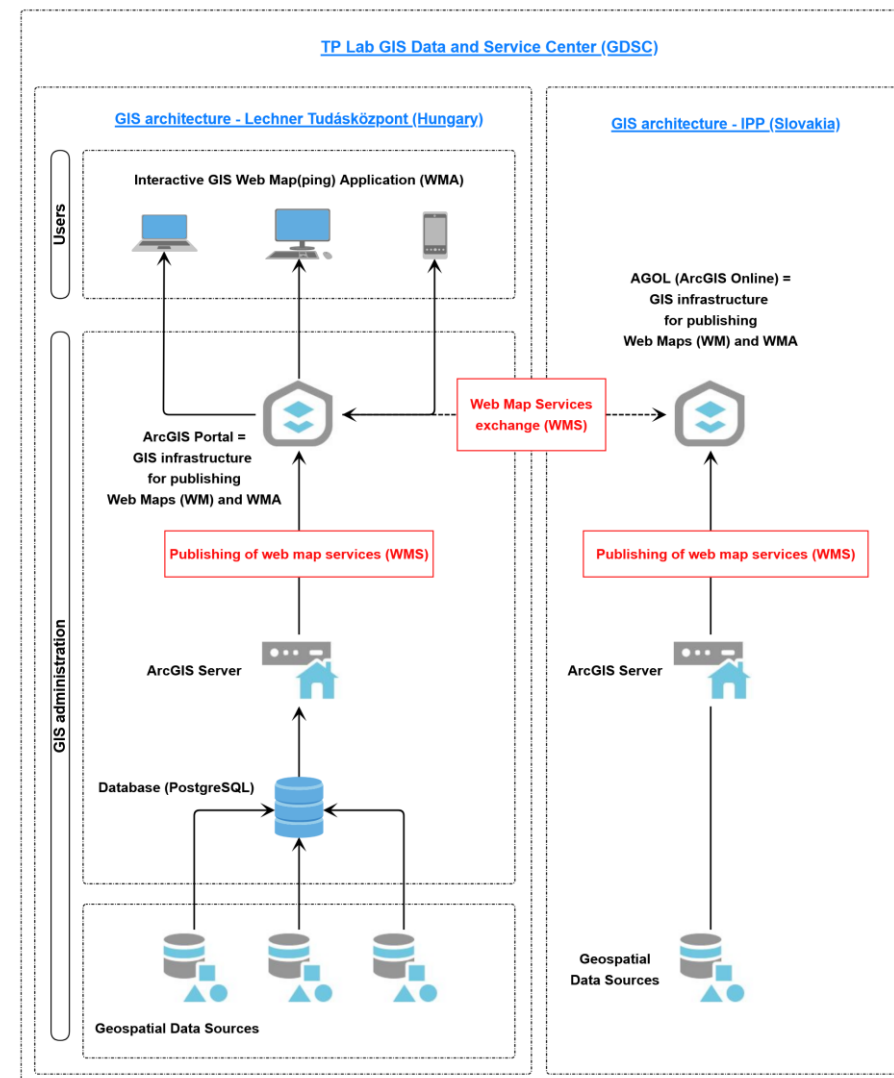 TP Lab GIS Data and Service Center (GDSC)
GIS architecture - Lechner Tudásközpont (Hungary)
Users
Interactive GIS Web Map(ping) Application (WMA)
GIS administration
ArcGIS Portal =
GIS infrastructure
for publishing
Web Maps (WM) and WMA
Publishing of web map services (WMS)
ArcGIS Server
Database (PostgreSQL)
Geospatial Data Sources
Web Map Services
exchange (WMS)
GIS architecture - IPP (Slovakia)
AGOL (ArcGIS Online) =
GIS infrastructure
for publishing
Web Maps (WM) and WMA
Publishing of web map services (WMS)
ArcGIS Server
Geospatial
Data Sources